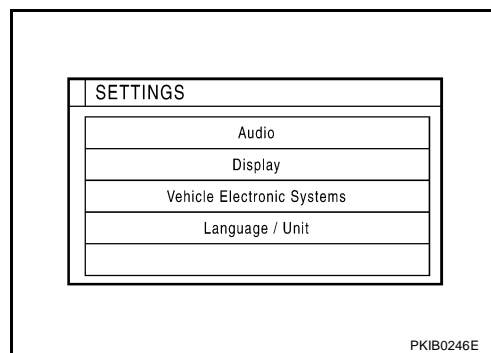 SETTINGS
Audio
Display
Vehicle Electronic Systems
Language / Unit
PKIB0246E